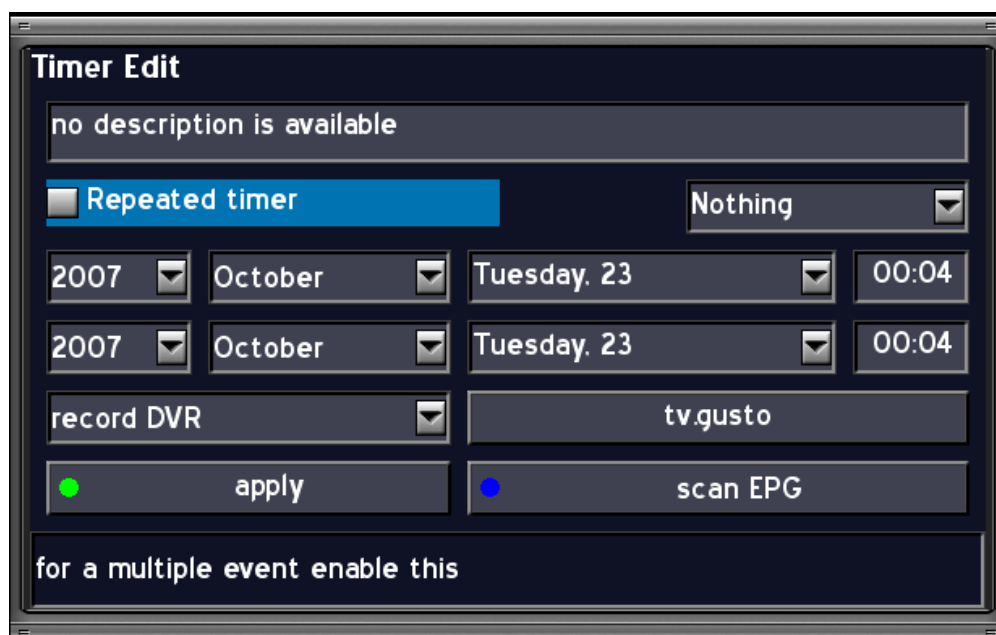 Timer Edit
no description is available
Repeated timer Nothing
2007 October Tuesday, 23 00:04
2007 October Tuesday, 23 00:04
record DVR tv.gusto
apply scan EPG
for a multiple event enable this